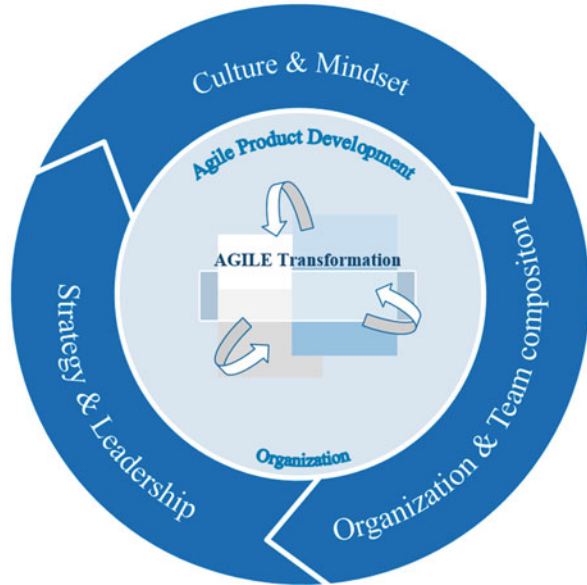 Culture & Mindset
Agile Product Development
AGILE Transformation
Organization
Strategy & Leadership
Organization & Team compositon